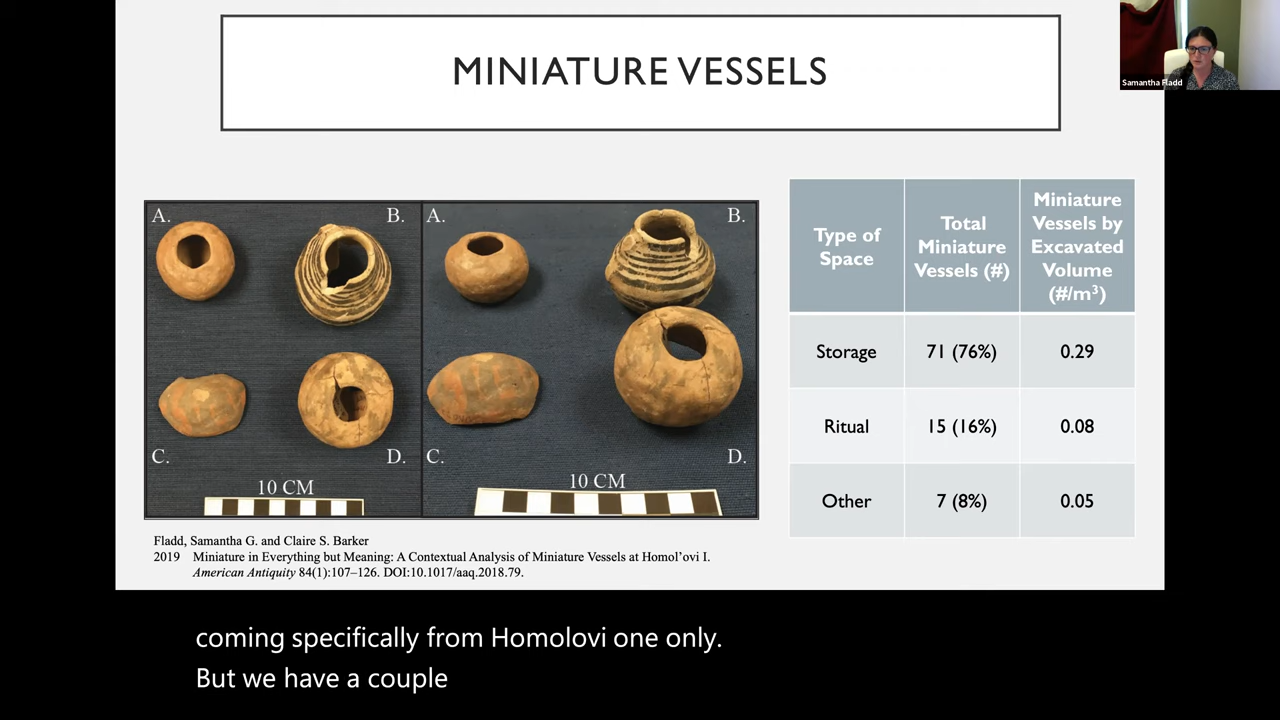 MINIATURE VESSELS
Samantha Fladd
A. B. A. B.
C. D. C. D.
10 CM 10 CM
Type of Space
Total Miniature Vessels (#)
Miniature Vessels by Excavated Volume (#/m³)
Storage 71 (76%) 0.29
Ritual 15 (16%) 0.08
Other 7 (8%) 0.05
Fladd, Samantha G. and Claire S. Barker
2019 Miniature in Everything but Meaning: A Contextual Analysis of Miniature Vessels at Homol’ovi I.
American Antiquity 84(1):107–126. DOI:10.1017/aaq.2018.79.
coming specifically from Homolovi one only.
But we have a couple